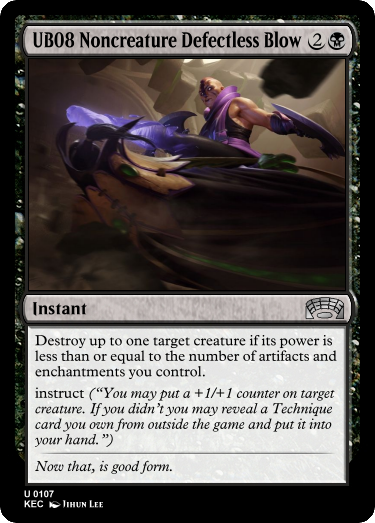 UB08 Noncreature Defectless Blow 2
Instant
Destroy up to one target creature if its power is
less than or equal to the number of artifacts and
enchantments you control.
instruct (“You may put a +1/+1 counter on target
creature. If you didn’t you may reveal a Technique
card you own from outside the game and put it into
your hand.”)
Now that, is good form.
U 0107
KEC Jihun Lee